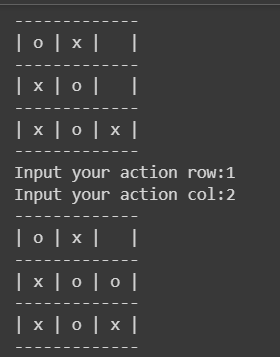 -------------
| o | x |   |
-------------
| x | o |   |
-------------
| x | o | x |
-------------
Input your action row:1
Input your action col:2
-------------
| o | x |   |
-------------
| x | o | o |
-------------
| x | o | x |
-------------